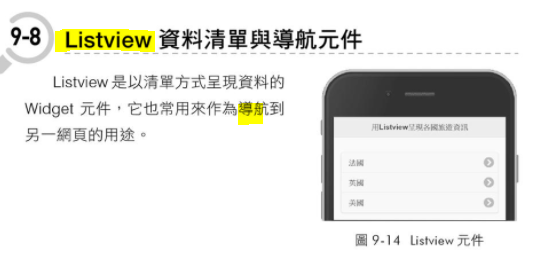 9-8 Listview 資料清單與導航元件
Listview 是以清單方式呈現資料的
Widget 元件，它也常用來作為導航到
另一網頁的用途。
用Listview呈現各國旅遊資訊
法國
英國
美國
圖 9-14 Listview 元件